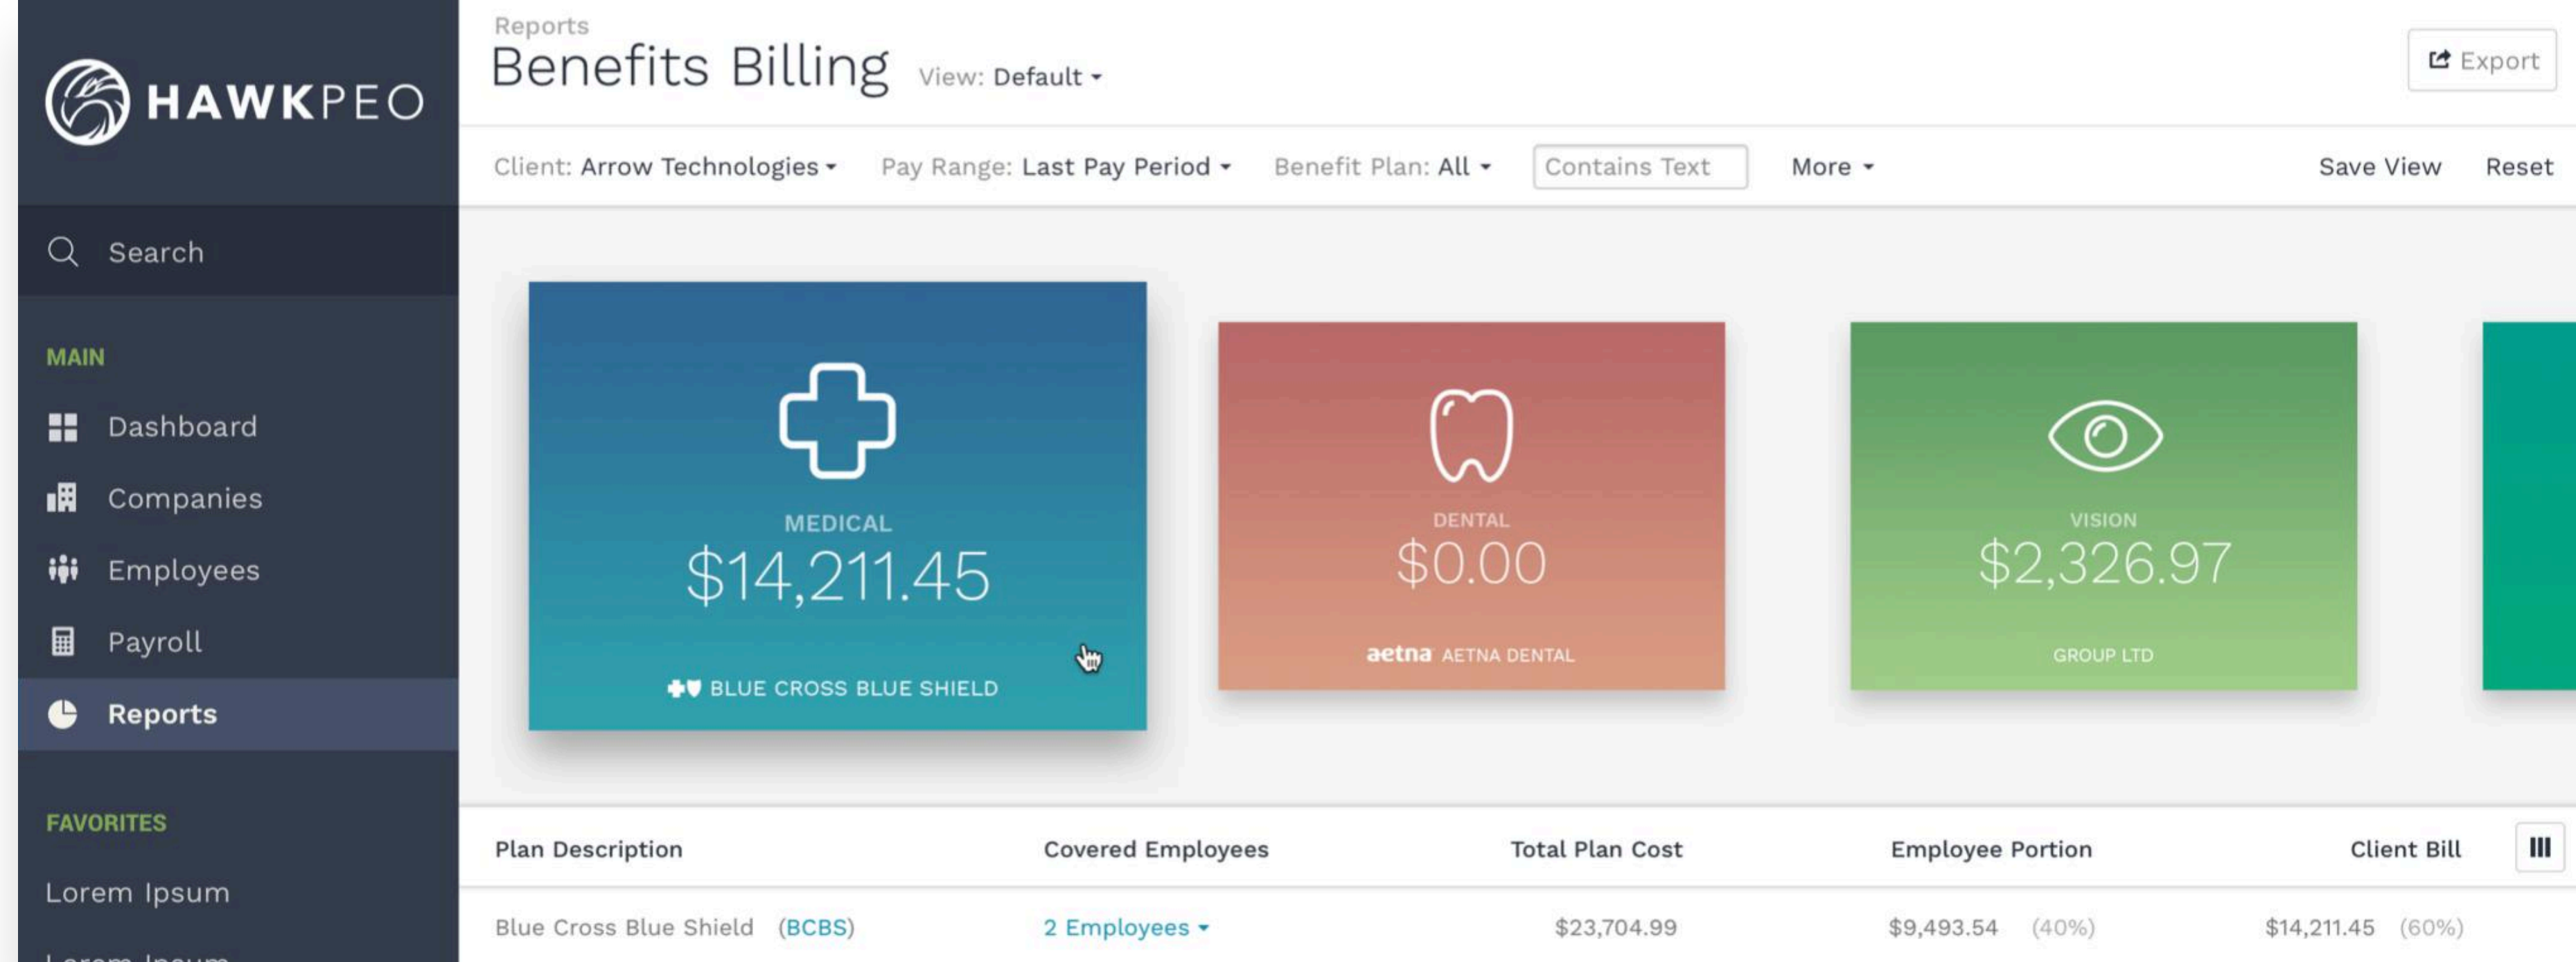 HAWKPEO
Search
MAIN
Dashboard
Companies
Employees
Payroll
Reports
FAVORITES
Lorem Ipsum
Lorem Ipsum
Reports
Benefits Billing View: Default
Export
Client: Arrow Technologies Pay Range: Last Pay Period Benefit Plan: All Contains Text More Save View Reset
MEDICAL
$14,211.45
BLUE CROSS BLUE SHIELD
DENTAL
$0.00
aetna AETNA DENTAL
VISION
$2,326.97
GROUP LTD
Plan Description Covered Employees Total Plan Cost Employee Portion Client Bill
Blue Cross Blue Shield (BCBS) 2 Employees $23,704.99 $9,493.54 (40%) $14,211.45 (60%)